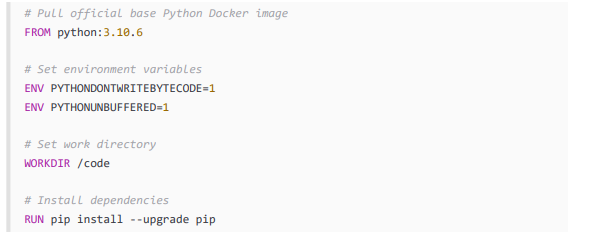 # Pull official base Python Docker image
FROM python:3.10.6
# Set environment variables
ENV PYTHONDONTWRITEBYTECODE=1
ENV PYTHONUNBUFFERED=1
# Set work directory
WORKDIR /code
# Install dependencies
RUN pip install --upgrade pip